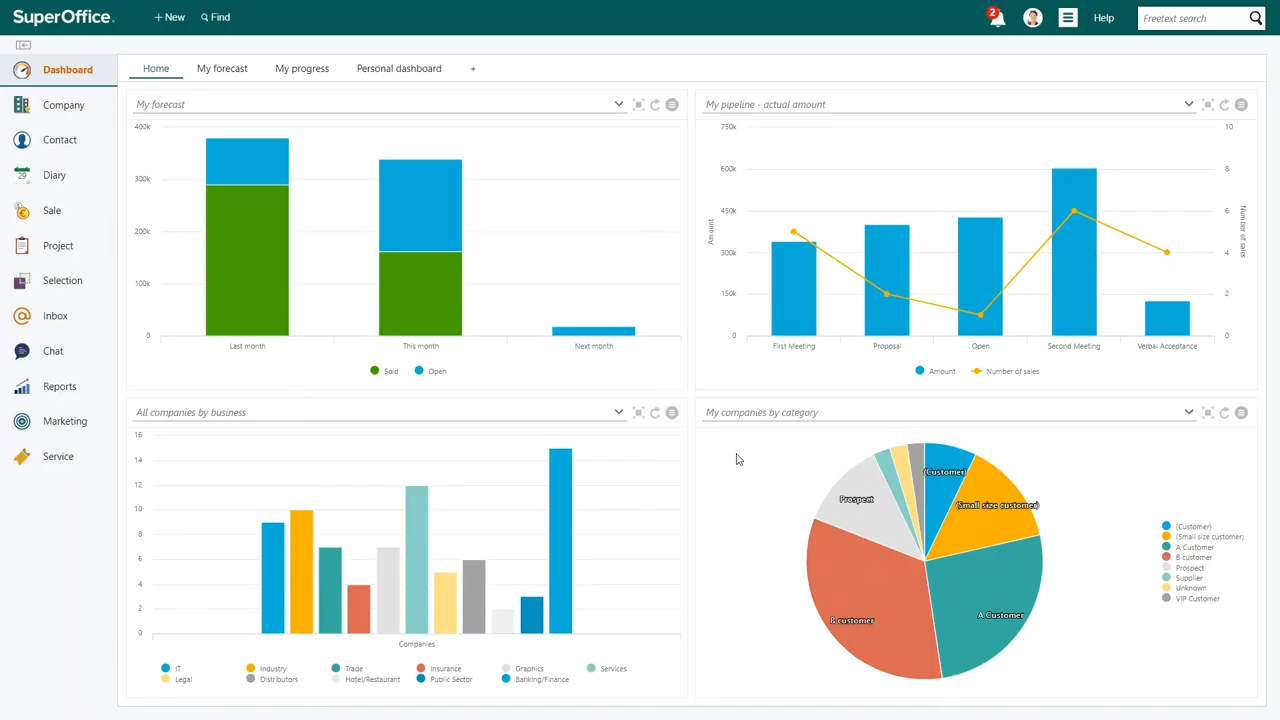 SuperOffice.
+ New
Find
2
Help
Freetext search
Dashboard
Company
Contact
29
Diary
Sale
Project
Selection
Inbox
Chat
Reports
Marketing
Service
Home
My forecast
My progress
Personal dashboard
+
My forecast
400k
300k
200k
100k
0
Last month
This month
Next month
Sold
Open
My pipeline - actual amount
750k
600k
450k
300k
150k
0
Amount
10
8
6
4
2
0
Number of sales
First Meeting
Proposal
Open
Second Meeting
Verbal Acceptance
Amount
Number of sales
All companies by business
16
14
12
10
8
6
4
2
0
Companies
IT
Industry
Trade
Insurance
Graphics
Services
Legal
Distributors
Hotel/Restaurant
Public Sector
Banking/Finance
My companies by category
(Customer)
(Small size customer)
Prospect
B customer
A Customer
(Customer)
(Small size customer)
A Customer
B customer
Prospect
Supplier
Unknown
VIP Customer